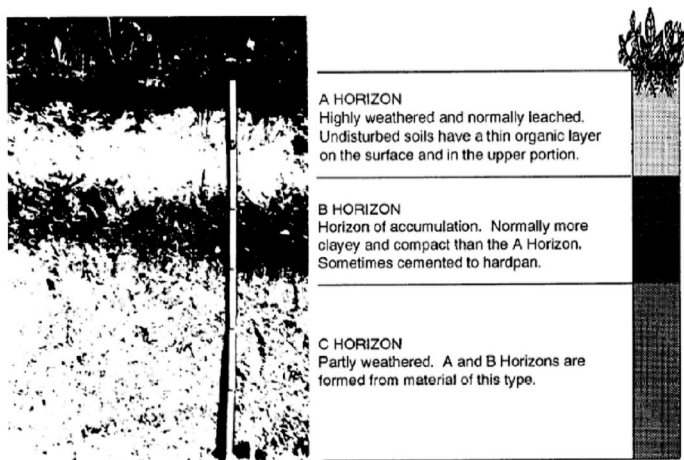 A HORIZON
Highly weathered and normally leached.
Undisturbed soils have a thin organic layer
on the surface and in the upper portion.
B HORIZON
Horizon of accumulation. Normally more
clayey and compact than the A Horizon.
Sometimes cemented to hardpan.
C HORIZON
Partly weathered. A and B Horizons are
formed from material of this type.